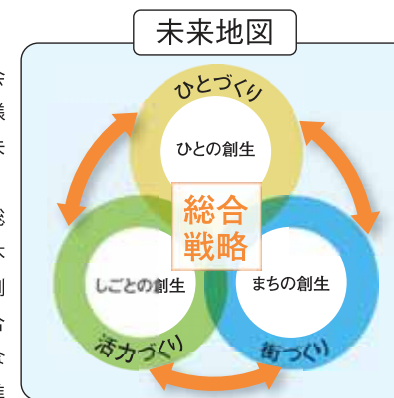 未来地図
ひとづくり
ひとの創生
総合
戦略
しごとの創生
まちの創生
活力づくり
街づくり